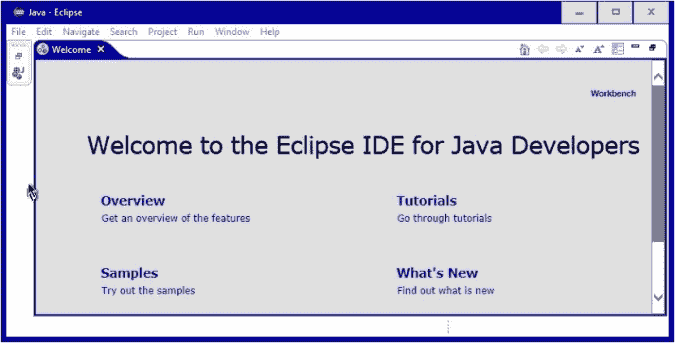 Java - Eclipse
File Edit Navigate Search Project Run Window Help
Welcome
Workbench
Welcome to the Eclipse IDE for Java Developers
Overview Tutorials
Get an overview of the features Go through tutorials
Samples What's New
Try out the samples Find out what is new